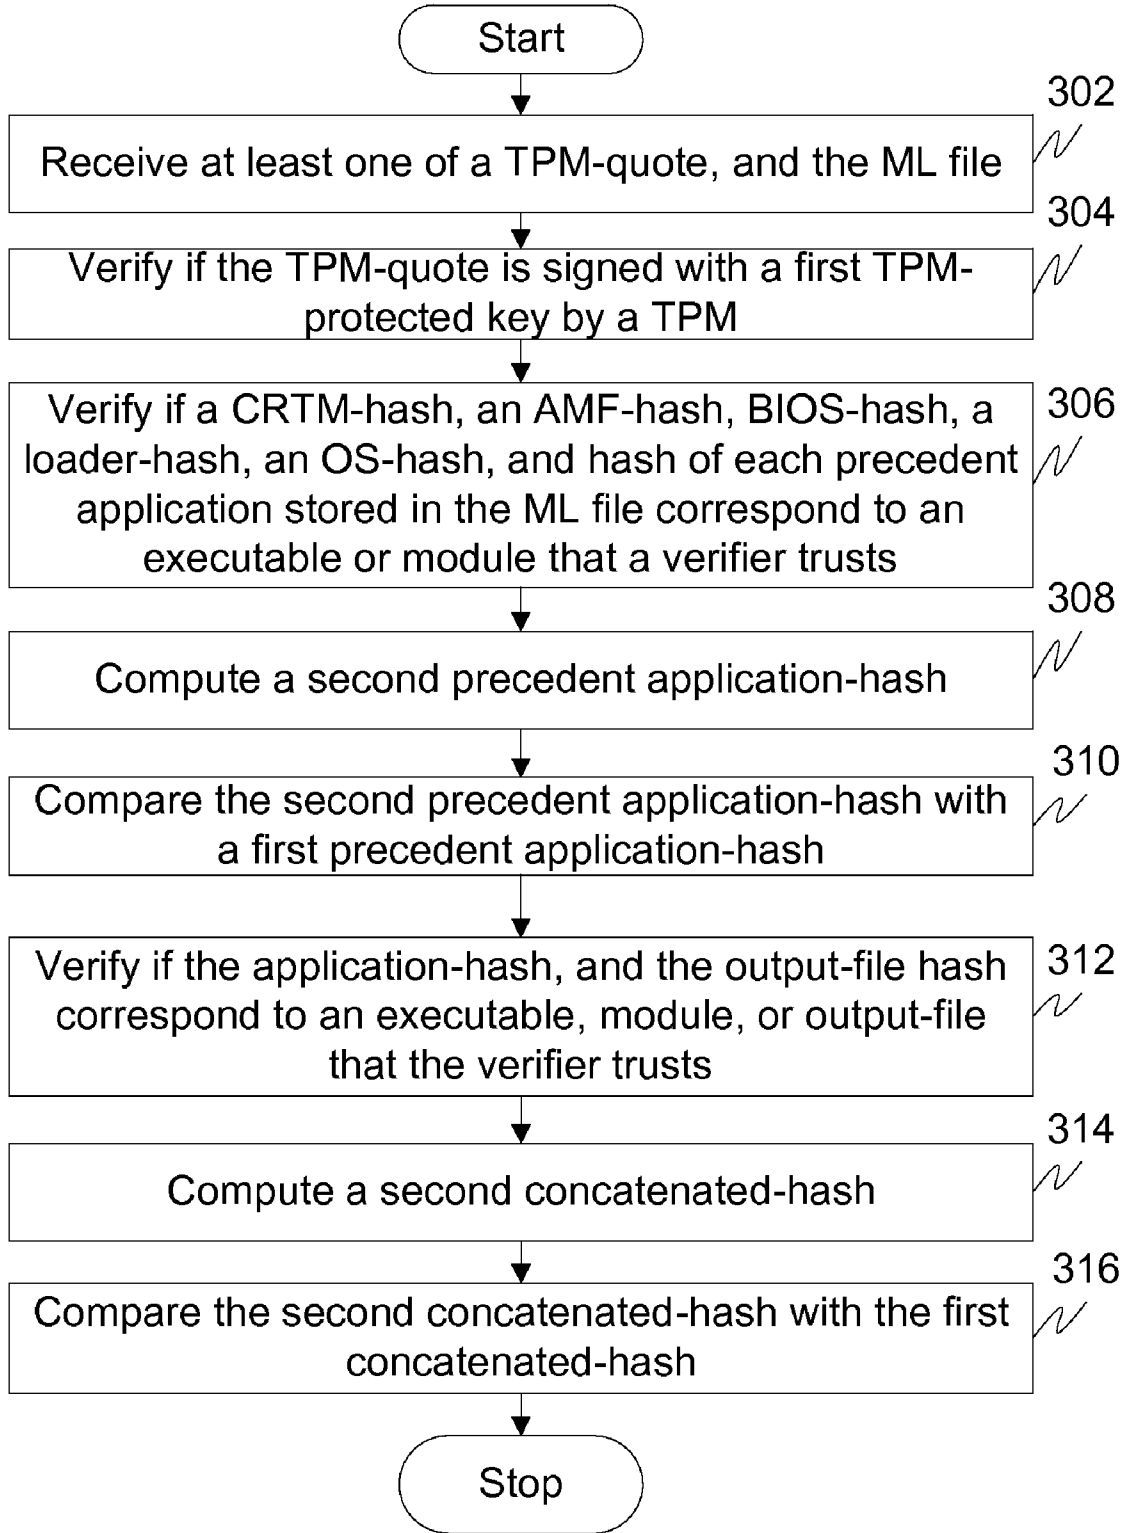 Start
302
Receive at least one of a TPM-quote, and the ML file
304
Verify if the TPM-quote is signed with a first TPM-
protected key by a TPM
306
Verify if a CRTM-hash, an AMF-hash, BIOS-hash, a
loader-hash, an OS-hash, and hash of each precedent
application stored in the ML file correspond to an
executable or module that a verifier trusts
308
Compute a second precedent application-hash
310
Compare the second precedent application-hash with
a first precedent application-hash
312
Verify if the application-hash, and the output-file hash
correspond to an executable, module, or output-file
that the verifier trusts
314
Compute a second concatenated-hash
316
Compare the second concatenated-hash with the first
concatenated-hash
Stop